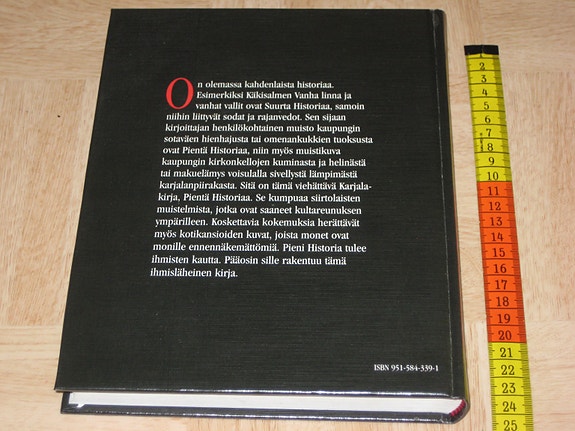 On olemassa kahdenlaista historiaa.
Esimerkiksi Käkisalmen Vanha linna ja
vanhat vallit ovat Suurta Historiaa, samoin
niihin liittyvät sodat ja rajanvedot. Sen sijaan
kirjoittajan henkilökohtainen muisto kaupungin
sotaväen hienhajusta tai omenankukkien tuoksusta
ovat Pientä Historiaa, niin myös muistikuva
kaupungin kirkonkellojen kuminasta ja helinästä
tai makuelämys voisulalla sivellystä lämpimästä
karjalanpiirakasta. Sitä on tämä viehättävä Karjala-
kirja, Pientä Historiaa. Se kumpuaa siirtolaisten
muistelmista, jotka ovat saaneet kultareunuksen
ympärilleen. Koskettavia kokemuksia herättävät
myös kotikansioiden kuvat, joista monet ovat
monille ennennäkemättömiä. Pieni Historia tulee
ihmisten kautta. Pääosin sille rakentuu tämä
ihmisläheinen kirja.
ISBN 951-584-339-1
2
3
4
5
6
7
8
9
10
11
12
13
14
15
16
17
18
19
20
21
22
23
24
25